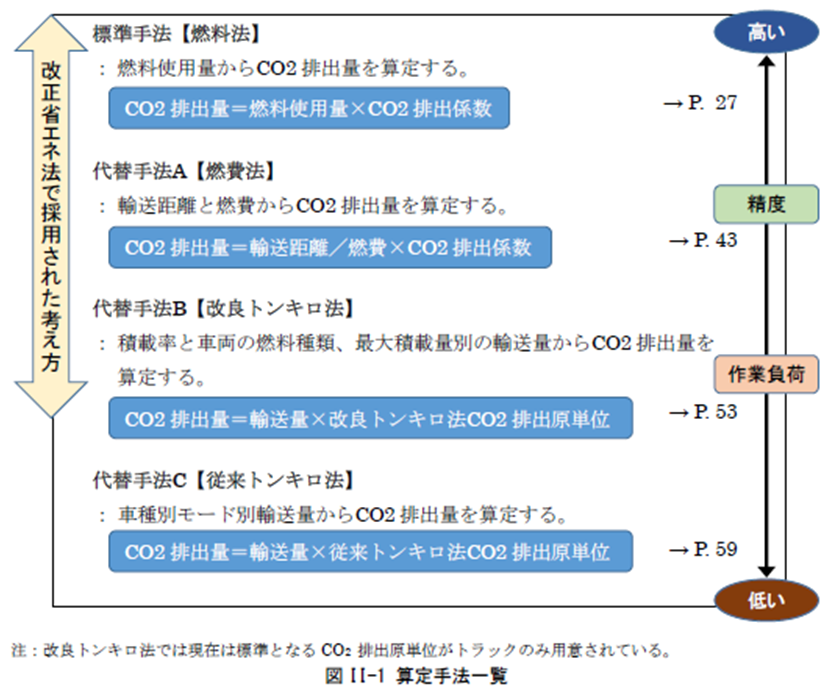 改正省エネ法で採用された考え方
標準手法【燃料法】
高い
：燃料使用量からCO2 排出量を算定する。
CO2 排出量＝燃料使用量×CO2 排出係数
→ P. 27
代替手法A【燃費法】
：輸送距離と燃費からCO2 排出量を算定する。
精度
CO2 排出量＝輸送距離／燃費×CO2 排出係数
→ P. 43
代替手法B【改良トンキロ法】
：積載率と車両の燃料種類、最大積載量別の輸送量からCO2 排出量を
算定する。
作業負荷
CO2 排出量＝輸送量×改良トンキロ法CO2 排出原単位
→ P. 53
代替手法C【従来トンキロ法】
：車種別モード別輸送量からCO2 排出量を算定する。
CO2 排出量＝輸送量×従来トンキロ法CO2 排出原単位
→ P. 59
低い
注：改良トンキロ法では現在は標準となる CO₂ 排出原単位がトラックのみ用意されている。
図 II-1 算定手法一覧